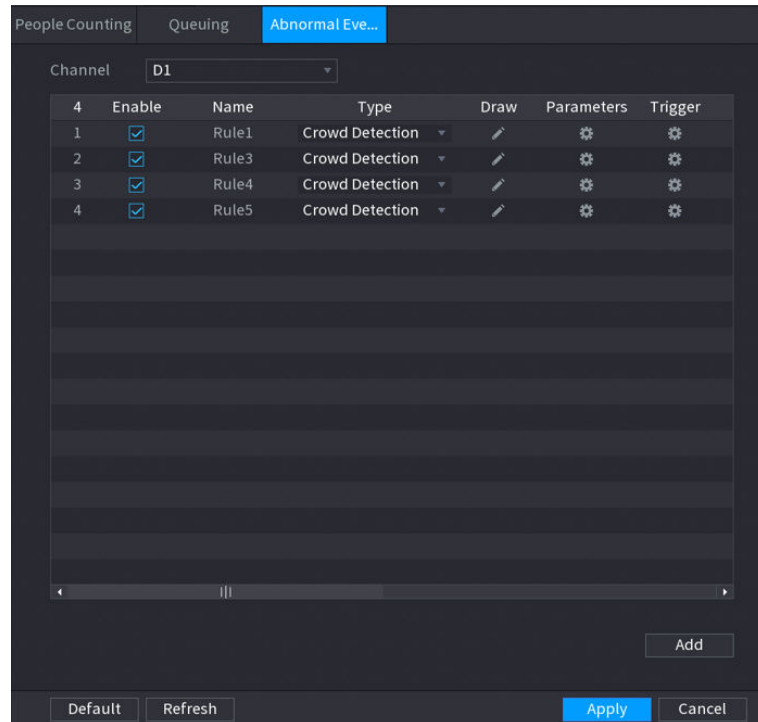 People Counting Queuing Abnormal Eve...
Channel D1
4 Enable Name Type Draw Parameters Trigger
1 Rule1 Crowd Detection
2 Rule3 Crowd Detection
3 Rule4 Crowd Detection
4 Rule5 Crowd Detection
Add
Default Refresh Apply Cancel